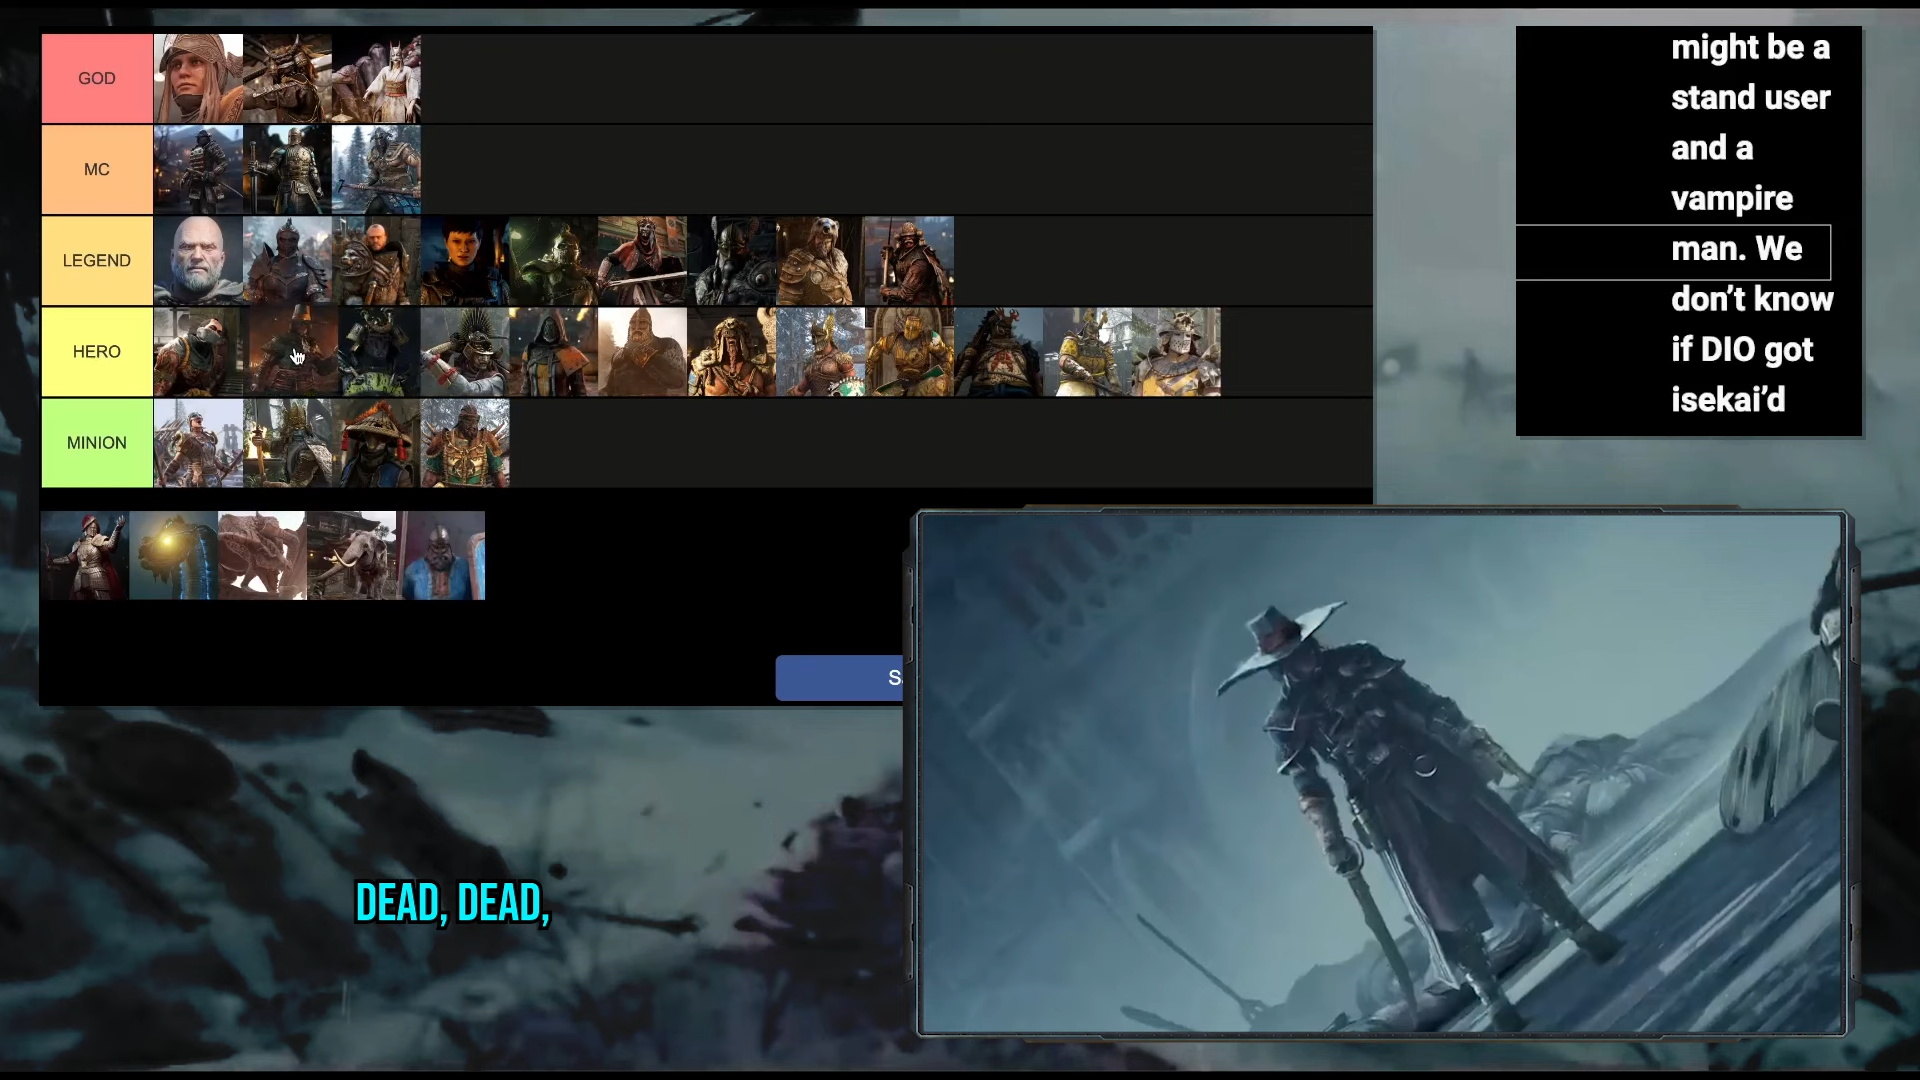 GOD
MC
LEGEND
HERO
MINION
might be a
stand user
and a
vampire
man. We
don’t know
if DIO got
isekai’d
DEAD, DEAD,